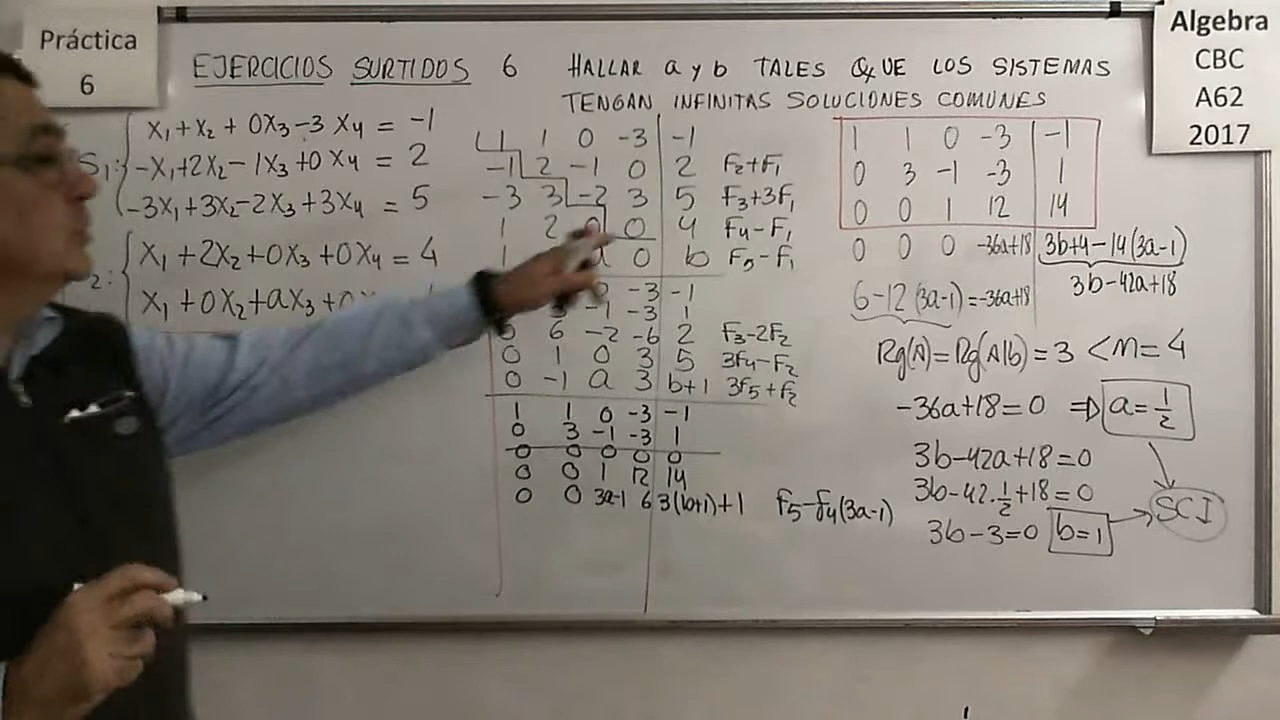 Práctica
6
Algebra
CBC
A62
2017
EJERCICIOS SURTIDOS 6 HALLAR a y b TALES QUE LOS SISTEMAS
TENGAN INFINITAS SOLUCIONES COMUNES
X₁+X₂+0X₃-3X₄=-1
S₁: -X₁+2X₂-1X₃+0X₄=2
-3X₁+3X₂-2X₃+3X₄=5
2: X₁+2X₂+0X₃+0X₄=4
X₁+0X₂+aX₃+0X
1 1 0 -3 | -1
-1 2 -1 0 | 2 F₂+F₁
-3 3 -2 3 | 5 F₃+3F₁
1 2 0 0 | 4 F₄-F₁
1 a 0 | b F₅-F₁
-3 | -1
3 -1 -3 | 1
0 6 -2 -6 | 2 F₃-2F₂
0 1 0 3 | 5 3F₄-F₂
0 -1 a 3 | b+1 3F₅+F₂
1 1 0 -3 | -1
0 3 -1 -3 | 1
0 0 0 0 | 0
0 0 1 12 | 14
0 0 3a-1 6 | 3(b+1)+1 F₅-F₄(3a-1)
1 1 0 -3 | -1
0 3 -1 -3 | 1
0 0 1 12 | 14
0 0 0 -36a+18 | 3b+4-14(3a-1)
3b-42a+18
6-12(3a-1)=-36a+18
Rg(A)=Rg(A|b)=3<M=4
-36a+18=0 ⇒ a=1/2
3b-42a+18=0
3b-42.1/2+18=0
3b-3=0 b=1
SCI